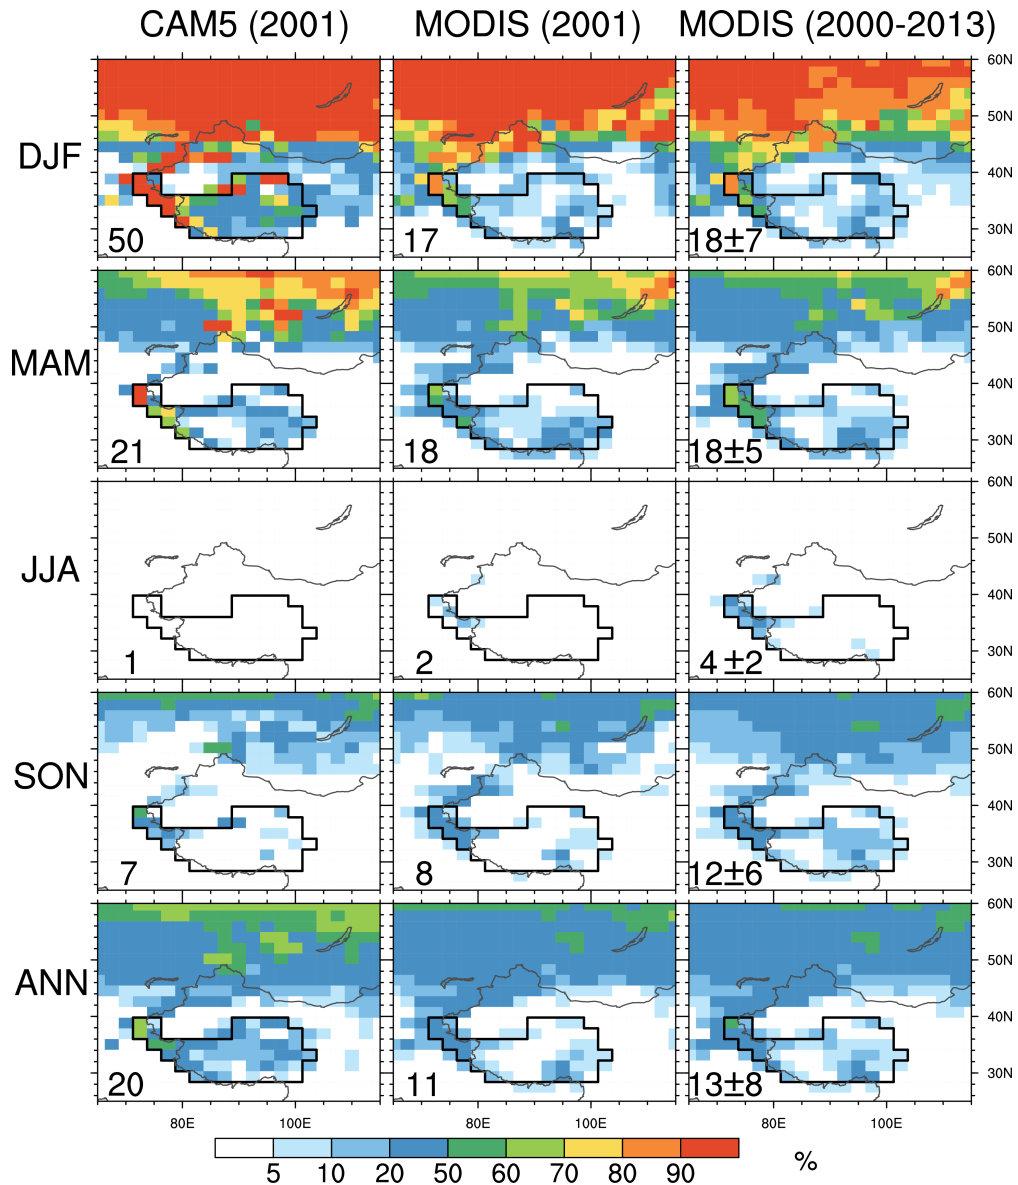 CAM5 (2001) MODIS (2001) MODIS (2000-2013)
60N
50N
DJF
40N
30N
50 17 18±7
60N
50N
MAM
40N
30N
21 18 18±5
60N
50N
JJA
40N
30N
1 2 4±2
60N
50N
SON
40N
30N
7 8 12±6
60N
50N
ANN
40N
30N
20 11 13±8
80E 100E 80E 100E 80E 100E
5 10 20 50 60 70 80 90 %